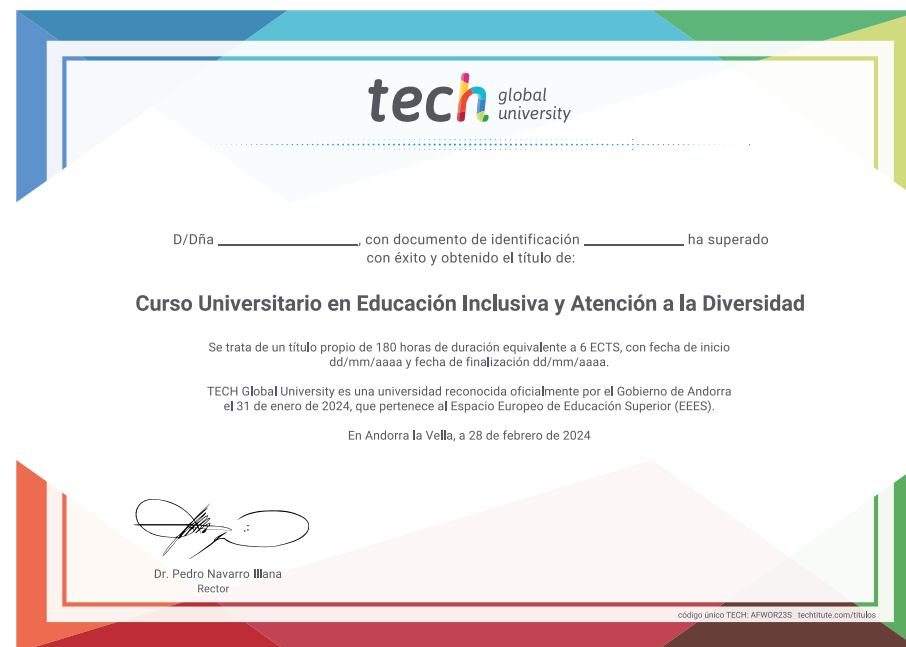 tech global university
D/Dña ____________________, con documento de identificación ______________ ha superado
con éxito y obtenido el título de:
Curso Universitario en Educación Inclusiva y Atención a la Diversidad
Se trata de un título propio de 180 horas de duración equivalente a 6 ECTS, con fecha de inicio
dd/mm/aaaa y fecha de finalización dd/mm/aaaa.
TECH Global University es una universidad reconocida oficialmente por el Gobierno de Andorra
el 31 de enero de 2024, que pertenece al Espacio Europeo de Educación Superior (EEES).
En Andorra la Vella, a 28 de febrero de 2024
Dr. Pedro Navarro Illana
Rector
código único TECH: AFWOR23S techtitute.com/titulos